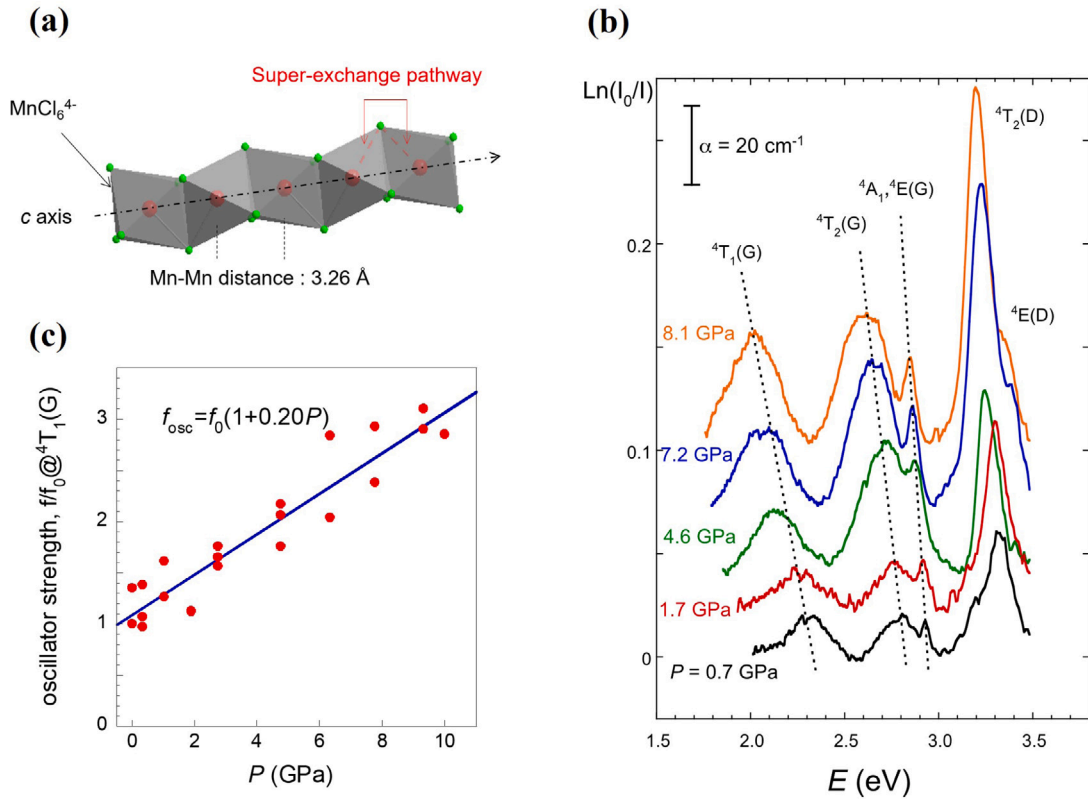 (a)
Super-exchange pathway
MnCl₆⁴⁻
c axis
Mn-Mn distance : 3.26 Å
(b)
Ln(I₀/I)
⁴T₂(D)
α = 20 cm⁻¹
⁴A₁,⁴E(G)
⁴T₂(G)
⁴T₁(G)
0.2
⁴E(D)
8.1 GPa
7.2 GPa
0.1
4.6 GPa
1.7 GPa
P = 0.7 GPa
0
1.5 2.0 2.5 3.0 3.5
E (eV)
(c)
f_osc=f₀(1+0.20P)
oscillator strength, f/f₀@⁴T₁(G)
3
2
1
0
0 2 4 6 8 10
P (GPa)